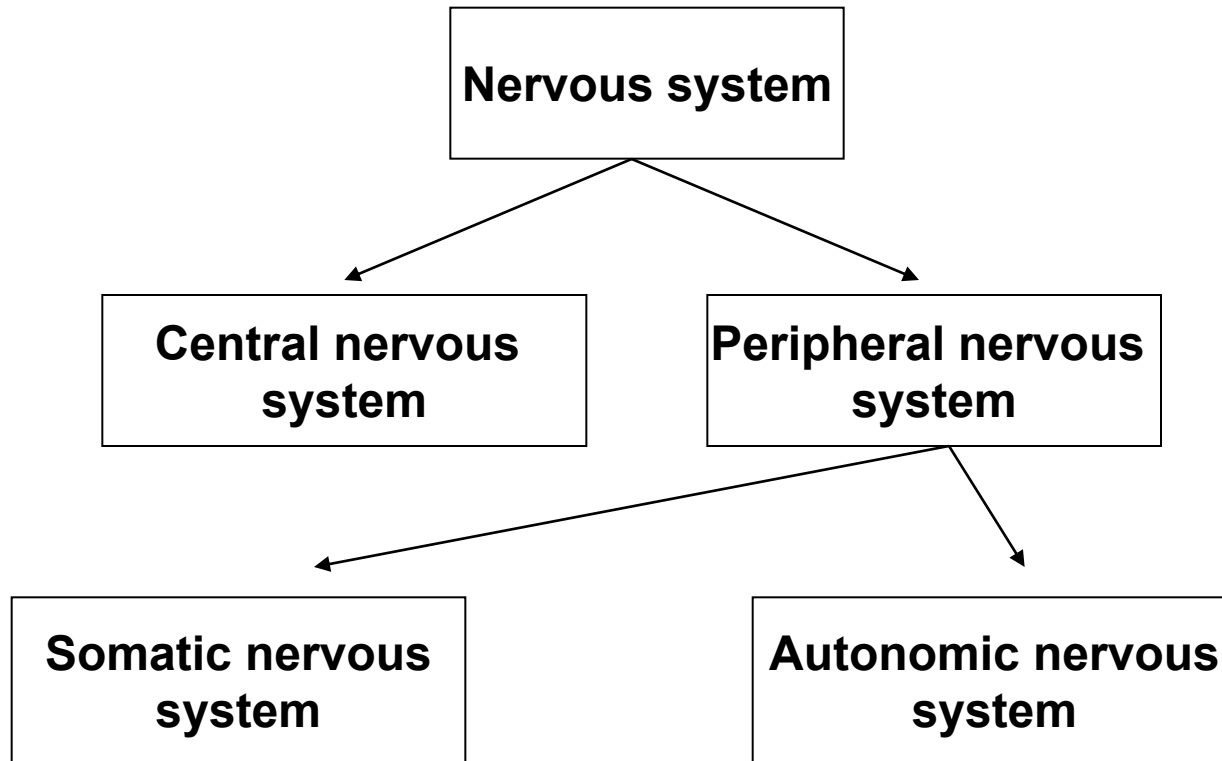 Nervous system
Central nervous
system
Peripheral nervous
system
Somatic nervous
system
Autonomic nervous
system